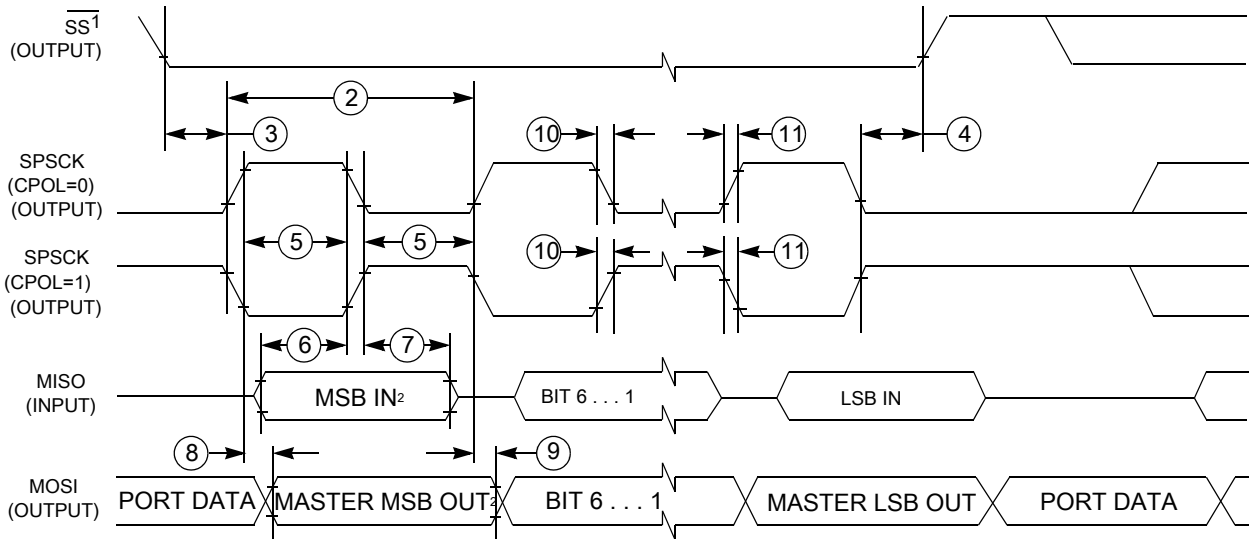 SS1
(OUTPUT)
2
3
10
11
4
SPSCK
(CPOL=0)
(OUTPUT)
5
5
SPSCK
(CPOL=1)
(OUTPUT)
10
11
6
7
MISO
(INPUT)
MSB IN2
BIT 6 . . . 1
LSB IN
8
9
MOSI
(OUTPUT)
PORT DATA
MASTER MSB OUT2
BIT 6 . . . 1
MASTER LSB OUT
PORT DATA